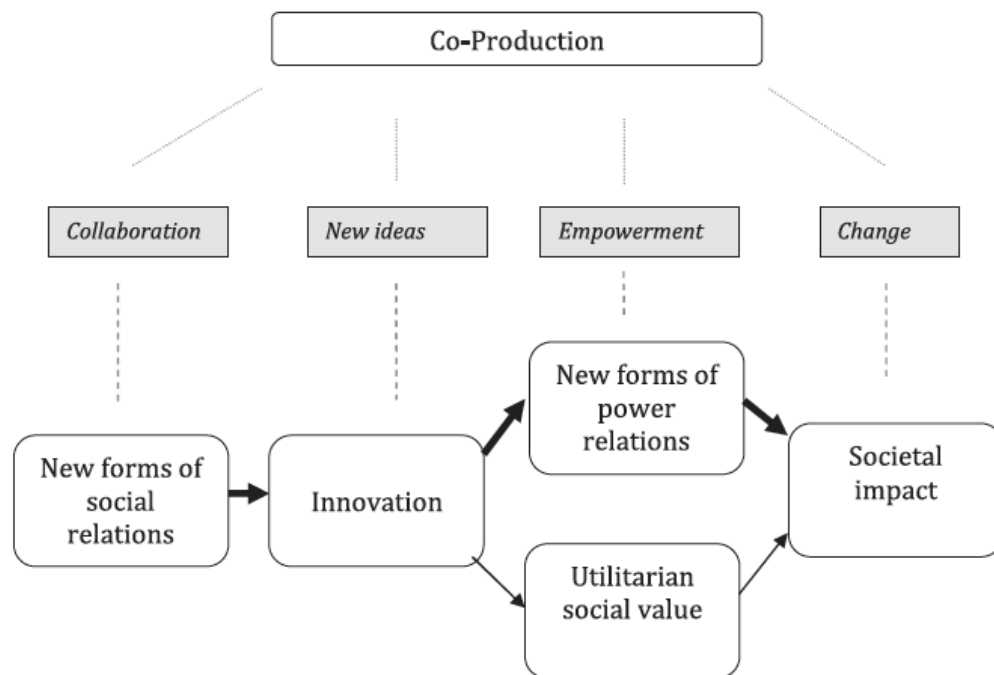 Co-Production
Collaboration
New ideas
Empowerment
Change
New forms of
social
relations
Innovation
New forms of
power
relations
Utilitarian
social value
Societal
impact